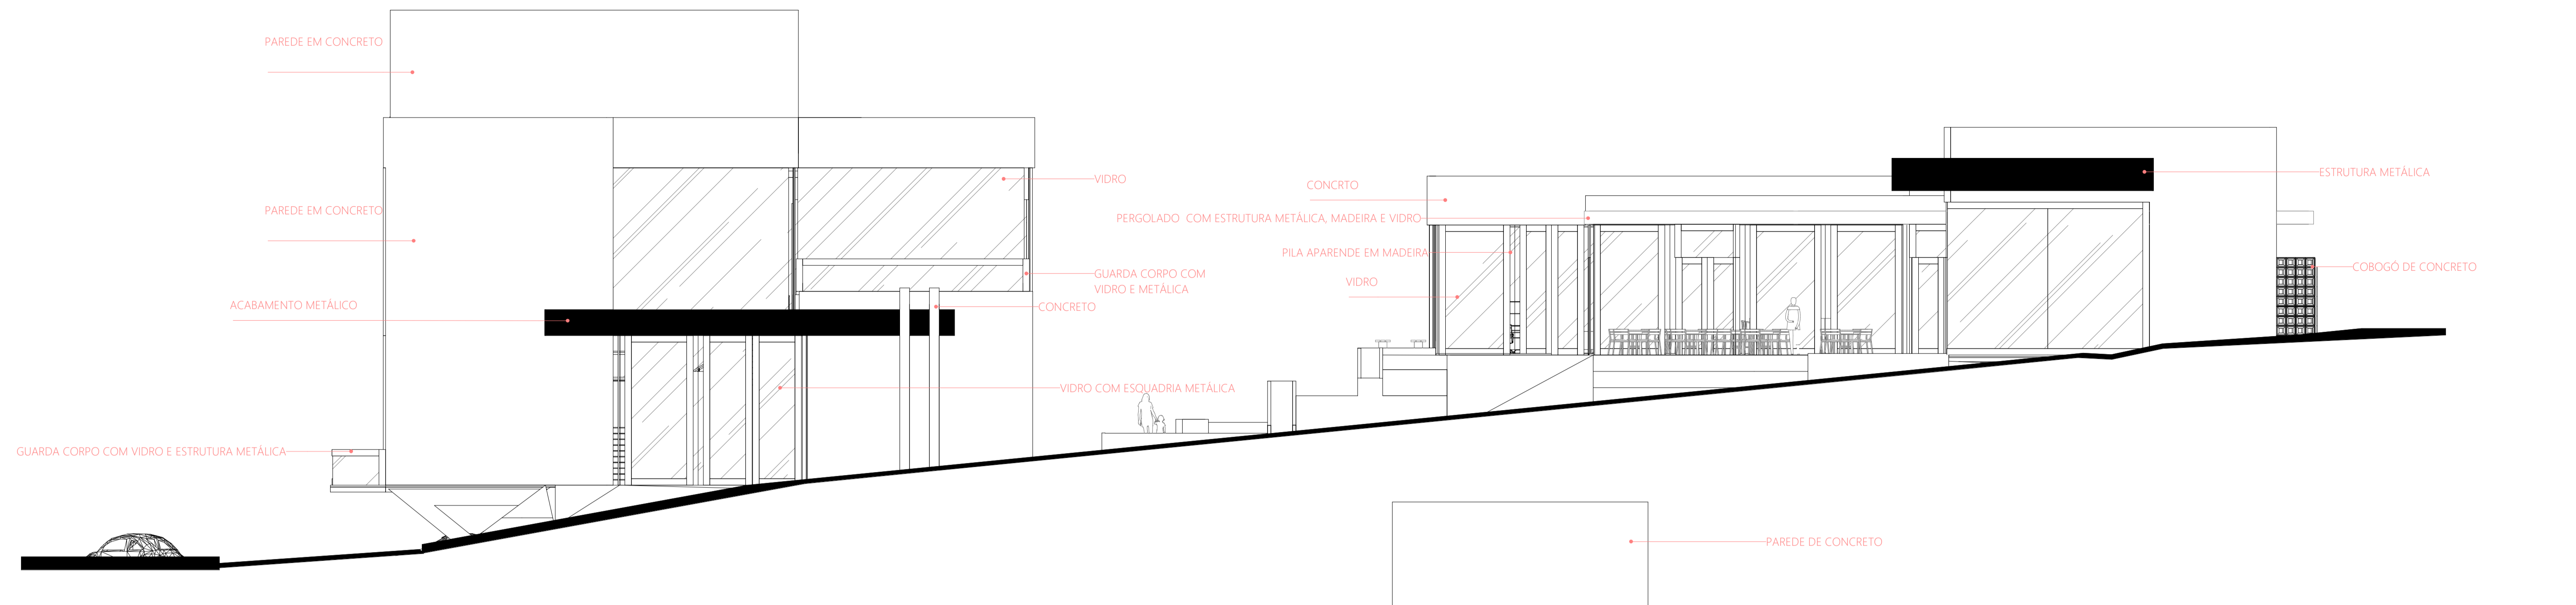 PAREDE EM CONCRETO
PAREDE EM CONCRETO
ACABAMENTO METÁLICO
GUARDA CORPO COM VIDRO E ESTRUTURA METÁLICA
VIDRO
GUARDA CORPO COM
VIDRO E METÁLICA
CONCRETO
VIDRO COM ESQUADRIA METÁLICA
CONCRTO
PERGOLADO COM ESTRUTURA METÁLICA, MADEIRA E VIDRO
PILA APARENDE EM MADEIRA
VIDRO
ESTRUTURA METÁLICA
COBOGÓ DE CONCRETO
PAREDE DE CONCRETO